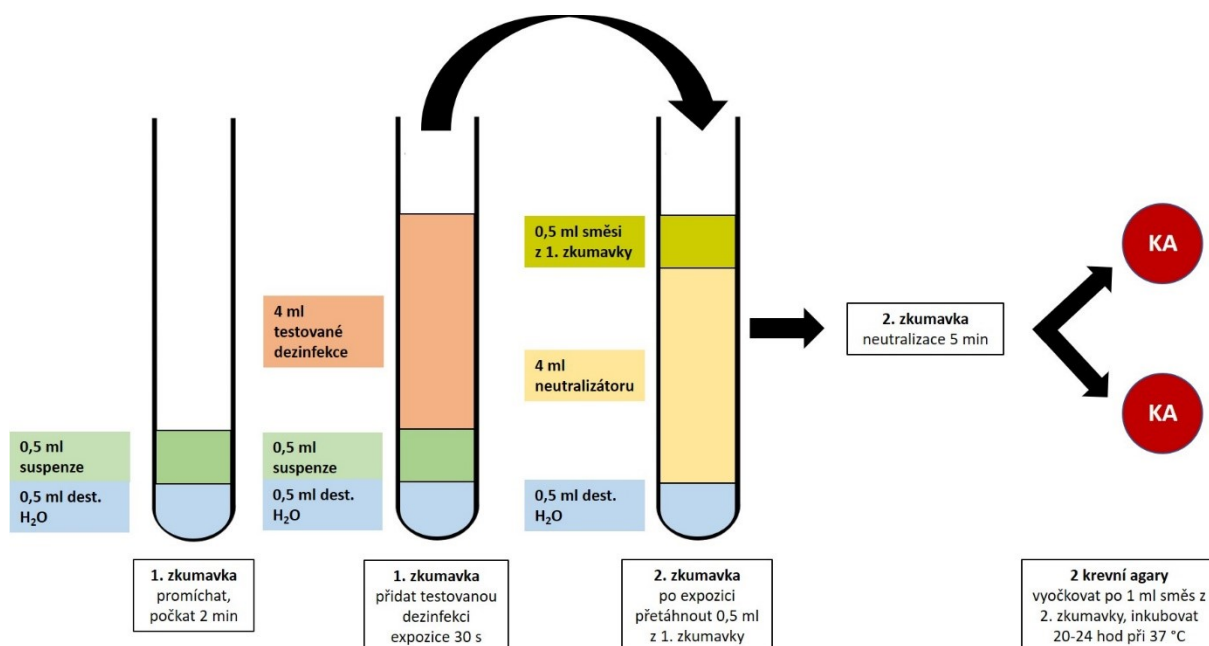 0,5 ml
suspenze
0,5 ml dest.
H₂O
1. zkumavka
promíchat,
počkat 2 min
4 ml
testované
dezinfekce
0,5 ml
suspenze
0,5 ml dest.
H₂O
1. zkumavka
přidat testovanou
dezinfekci
expozice 30 s
0,5 ml směsi
z 1. zkumavky
4 ml
neutralizátoru
0,5 ml dest.
H₂O
2. zkumavka
po expozici
přetáhnout 0,5 ml
z 1. zkumavky
2. zkumavka
neutralizace 5 min
KA
KA
2 krevní agary
vyočkovat po 1 ml směs z
2. zkumavky, inkubovat
20-24 hod při 37 °C